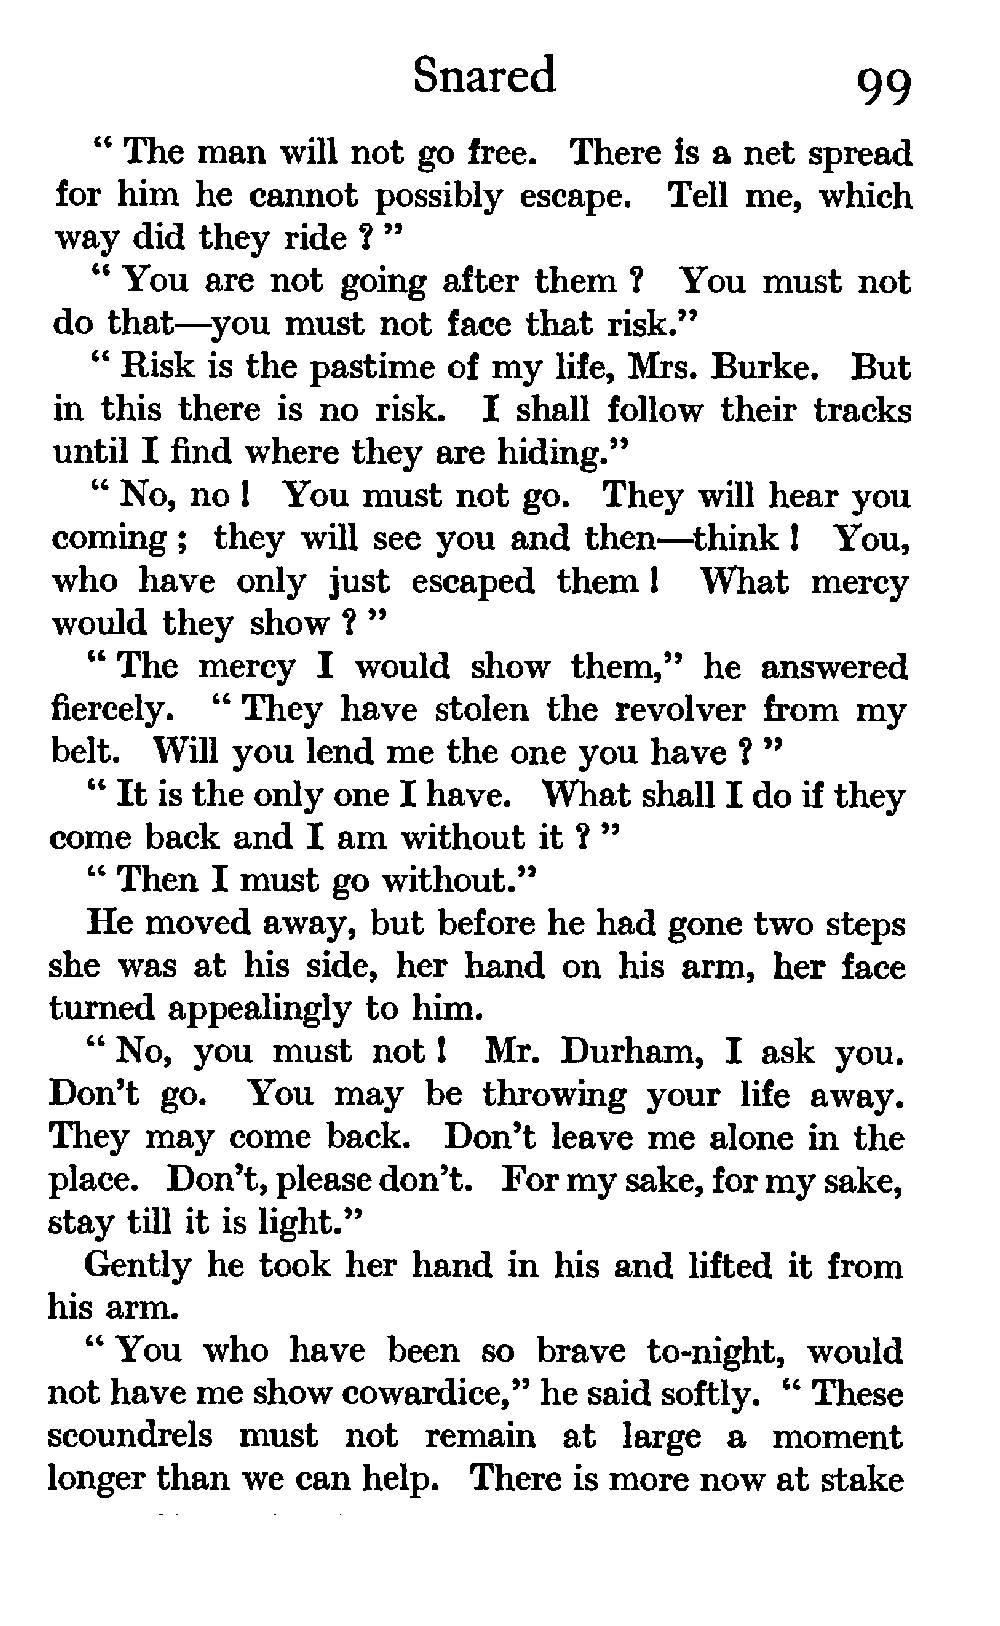 Snared 99
“ The man will not go free. There is a net spread
for him he cannot possibly escape. Tell me, which
way did they ride ? ”
“ You are not going after them ? You must not
do that—you must not face that risk.”
“ Risk is the pastime of my life, Mrs. Burke. But
in this there is no risk. I shall follow their tracks
until I find where they are hiding.”
“ No, no ! You must not go. They will hear you
coming ; they will see you and then—think ! You,
who have only just escaped them ! What mercy
would they show ? ”
“ The mercy I would show them,” he answered
fiercely. “ They have stolen the revolver from my
belt. Will you lend me the one you have ? ”
“ It is the only one I have. What shall I do if they
come back and I am without it ? ”
“ Then I must go without.”
He moved away, but before he had gone two steps
she was at his side, her hand on his arm, her face
turned appealingly to him.
“ No, you must not ! Mr. Durham, I ask you.
Don’t go. You may be throwing your life away.
They may come back. Don’t leave me alone in the
place. Don’t, please don’t. For my sake, for my sake,
stay till it is light.”
Gently he took her hand in his and lifted it from
his arm.
“ You who have been so brave to-night, would
not have me show cowardice,” he said softly. “ These
scoundrels must not remain at large a moment
longer than we can help. There is more now at stake